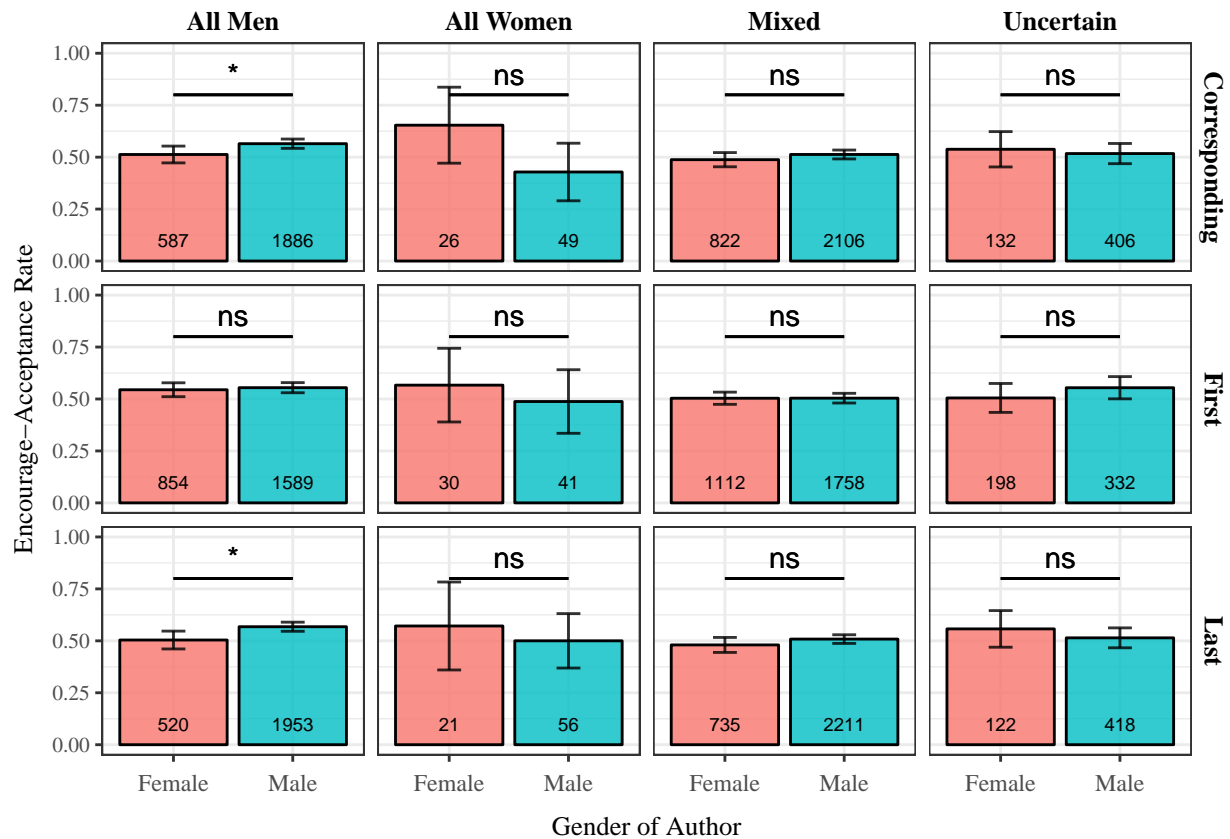 All Men All Women Mixed Uncertain
1.00
0.75
0.50
0.25
0.00
* ns ns ns
587 1886 26 49 822 2106 132 406
Corresponding
1.00
0.75
0.50
0.25
0.00
ns ns ns ns
854 1589 30 41 1112 1758 198 332
First
1.00
0.75
0.50
0.25
0.00
* ns ns ns
520 1953 21 56 735 2211 122 418
Last
Encourage−Acceptance Rate
Female Male Female Male Female Male Female Male
Gender of Author